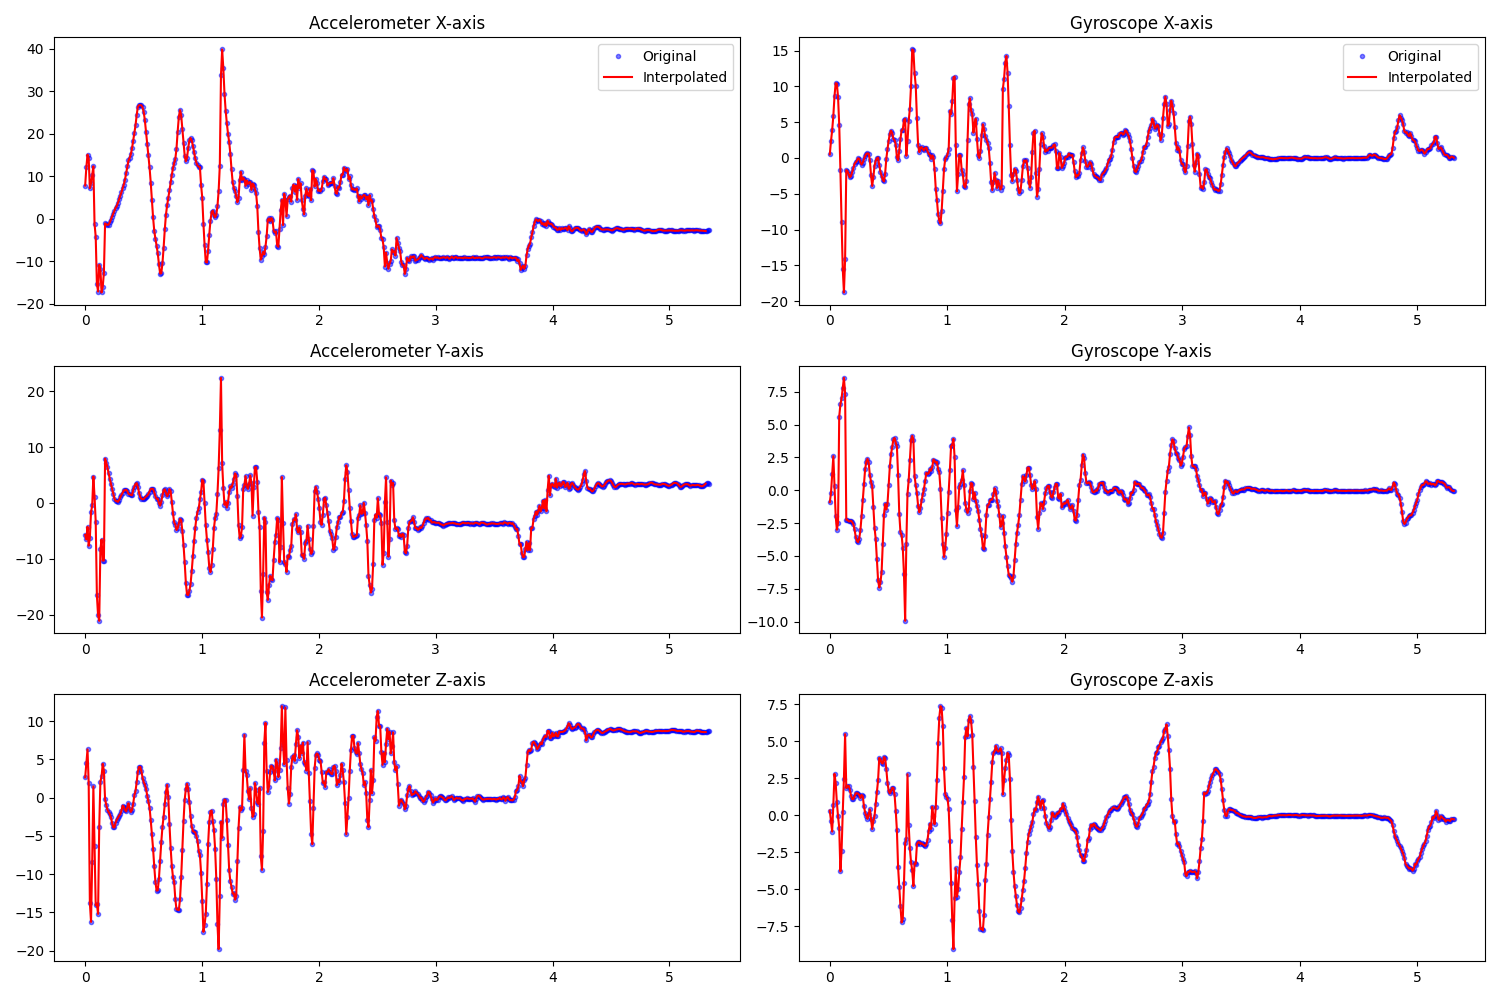 Accelerometer X-axis
40
30
20
10
0
−10
−20
0 1 2 3 4 5
Original
Interpolated
Gyroscope X-axis
15
10
5
0
−5
−10
−15
−20
0 1 2 3 4 5
Original
Interpolated
Accelerometer Y-axis
20
10
0
−10
−20
0 1 2 3 4 5
Gyroscope Y-axis
7.5
5.0
2.5
0.0
−2.5
−5.0
−7.5
−10.0
0 1 2 3 4 5
Accelerometer Z-axis
10
5
0
−5
−10
−15
−20
0 1 2 3 4 5
Gyroscope Z-axis
7.5
5.0
2.5
0.0
−2.5
−5.0
−7.5
0 1 2 3 4 5